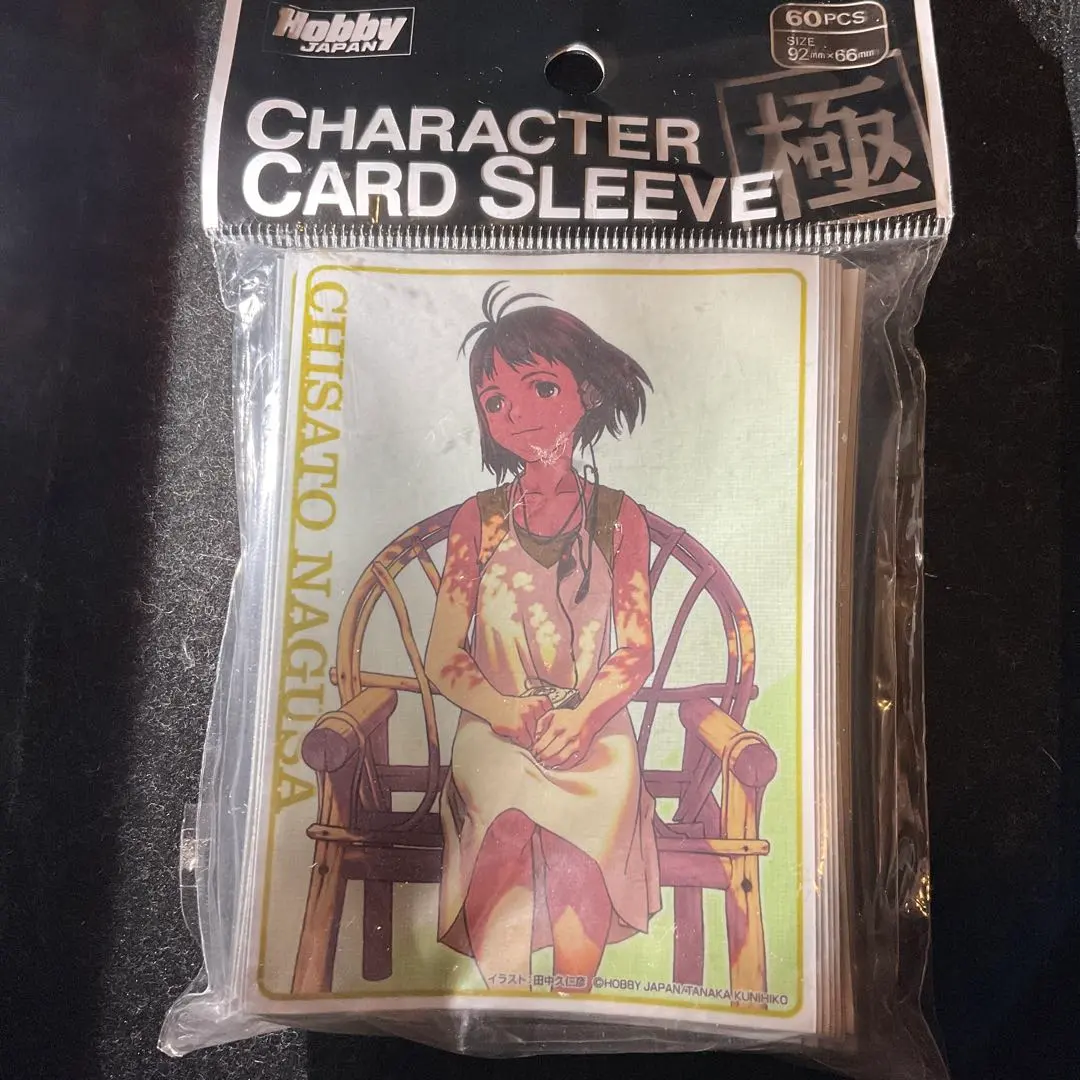 Hobby
JAPAN
60PCS
SIZE
92mm×66mm
CHARACTER
CARD SLEEVE
極
CHISATO NAGUSA
イラスト:田中久仁彦 ©HOBBY JAPAN/TANAKA KUNIHIKO